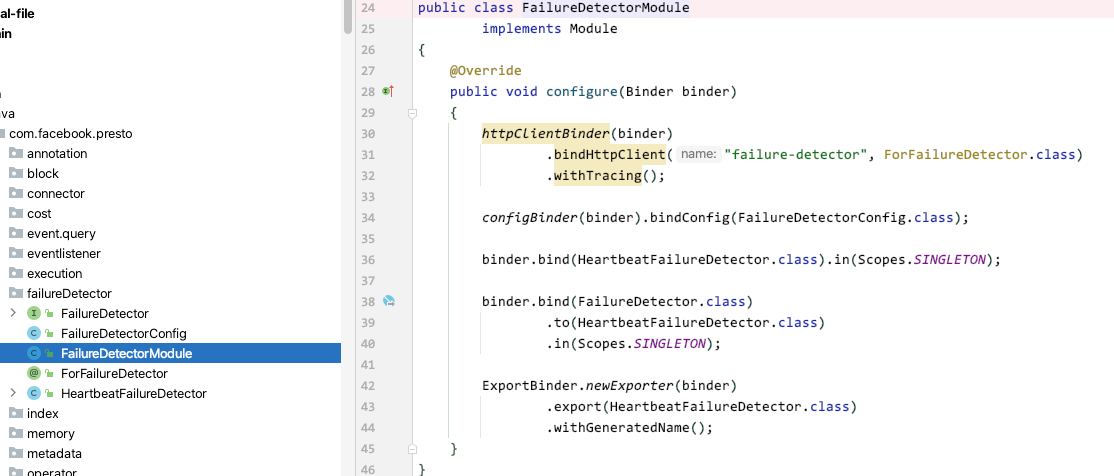 al-file
in
va
com.facebook.presto
annotation
block
connector
cost
event.query
eventlistener
execution
failureDetector
FailureDetector
FailureDetectorConfig
FailureDetectorModule
ForFailureDetector
HeartbeatFailureDetector
index
memory
metadata
operator
24 public class FailureDetectorModule
25 implements Module
26 {
27 @Override
28 public void configure(Binder binder)
29 {
30 httpClientBinder(binder)
31 .bindHttpClient( name: "failure-detector", ForFailureDetector.class)
32 .withTracing();
33
34 configBinder(binder).bindConfig(FailureDetectorConfig.class);
35
36 binder.bind(HeartbeatFailureDetector.class).in(Scopes.SINGLETON);
37
38 binder.bind(FailureDetector.class)
39 .to(HeartbeatFailureDetector.class)
40 .in(Scopes.SINGLETON);
41
42 ExportBinder.newExporter(binder)
43 .export(HeartbeatFailureDetector.class)
44 .withGeneratedName();
45 }
46 }